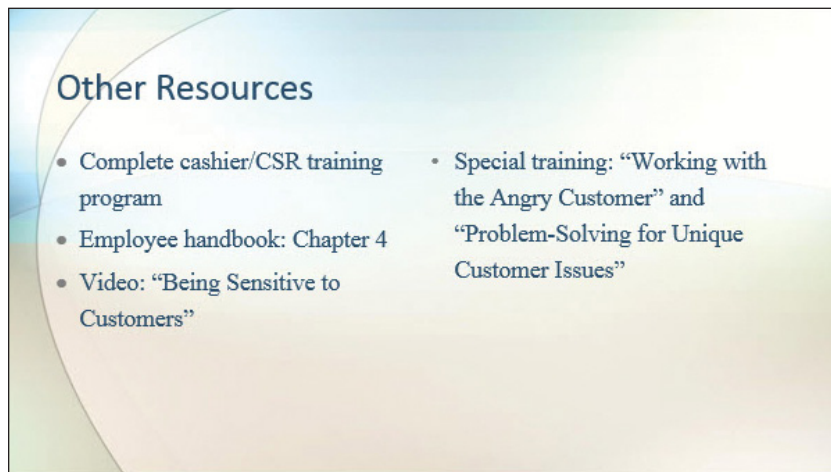 Other Resources
• Complete cashier/CSR training
program
• Employee handbook: Chapter 4
• Video: “Being Sensitive to
Customers”
• Special training: “Working with
the Angry Customer” and
“Problem-Solving for Unique
Customer Issues”